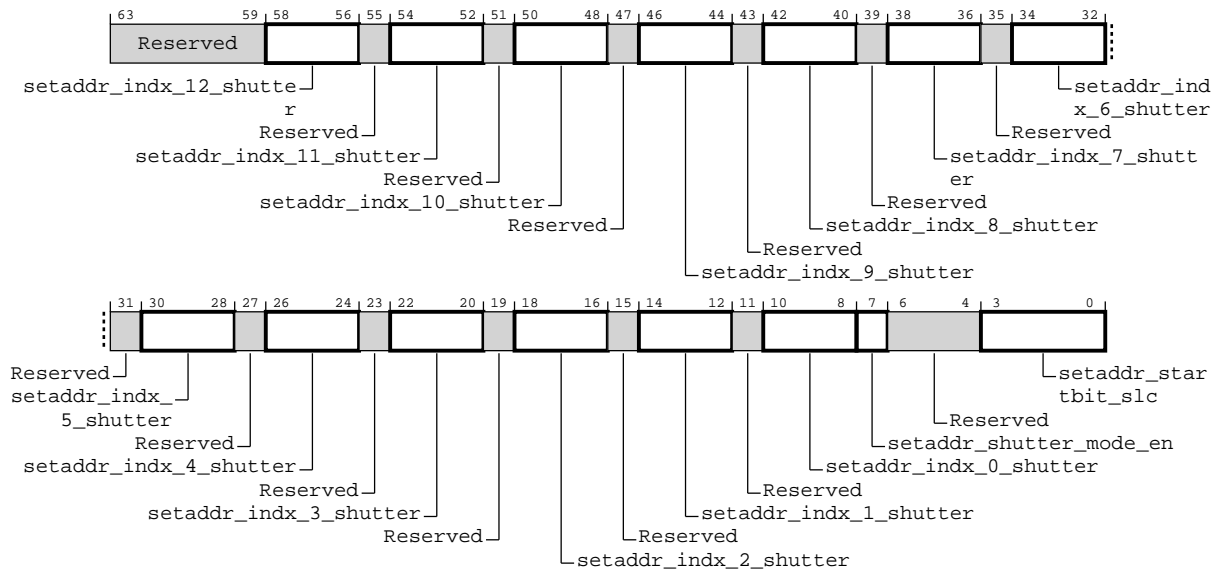 63 59 58 56 55 54 52 51 50 48 47 46 44 43 42 40 39 38 36 35 34 32
Reserved
setaddr_indx_12_shutte
r
setaddr_ind
x_6_shutter
Reserved
Reserved
setaddr_indx_11_shutter
setaddr_indx_7_shutt
er
Reserved
setaddr_indx_10_shutter
Reserved
Reserved
setaddr_indx_8_shutter
Reserved
setaddr_indx_9_shutter
31 30 28 27 26 24 23 22 20 19 18 16 15 14 12 11 10 8 7 6 4 3 0
Reserved
setaddr_indx_
5_shutter
setaddr_star
tbit_slc
Reserved
Reserved
setaddr_shutter_mode_en
setaddr_indx_4_shutter
setaddr_indx_0_shutter
Reserved
Reserved
setaddr_indx_3_shutter
setaddr_indx_1_shutter
Reserved
Reserved
setaddr_indx_2_shutter